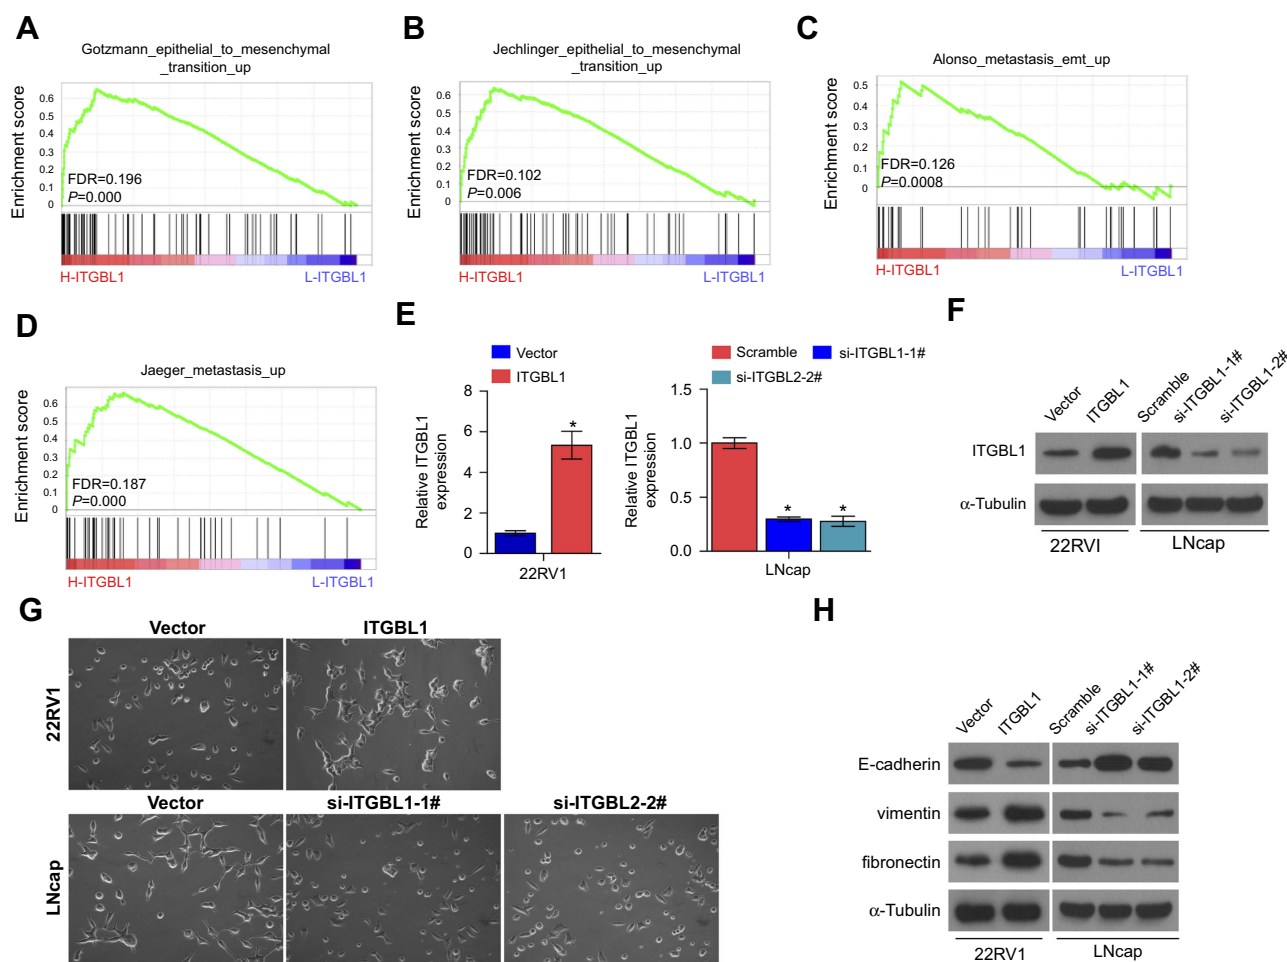 A
Gotzmann_epithelial_to_mesenchymal
_transition_up
Enrichment score
0.6
0.5
0.4
0.3
0.2
0.1
0
FDR=0.196
P=0.000
H-ITGBL1
L-ITGBL1
B
Jechlinger_epithelial_to_mesenchymal
_transition_up
Enrichment score
0.6
0.5
0.4
0.3
0.2
0.1
0
FDR=0.102
P=0.006
H-ITGBL1
L-ITGBL1
C
Alonso_metastasis_emt_up
Enrichment score
0.5
0.4
0.3
0.2
0.1
0
FDR=0.126
P=0.0008
H-ITGBL1
L-ITGBL1
D
Jaeger_metastasis_up
Enrichment score
0.6
0.5
0.4
0.3
0.2
0.1
0
FDR=0.187
P=0.000
H-ITGBL1
L-ITGBL1
E
Vector
ITGBL1
Relative ITGBL1
expression
8
6
4
2
0
*
22RV1
Scramble
si-ITGBL1-1#
si-ITGBL2-2#
Relative ITGBL1
expression
1.5
1.0
0.5
0.0
*
*
LNcap
F
Vector
ITGBL1
Scramble
si-ITGBL1-1#
si-ITGBL1-2#
ITGBL1
α-Tubulin
22RVI
LNcap
G
Vector
ITGBL1
22RV1
Vector
si-ITGBL1-1#
si-ITGBL2-2#
LNcap
H
Vector
ITGBL1
Scramble
si-ITGBL1-1#
si-ITGBL1-2#
E-cadherin
vimentin
fibronectin
α-Tubulin
22RV1
LNcap